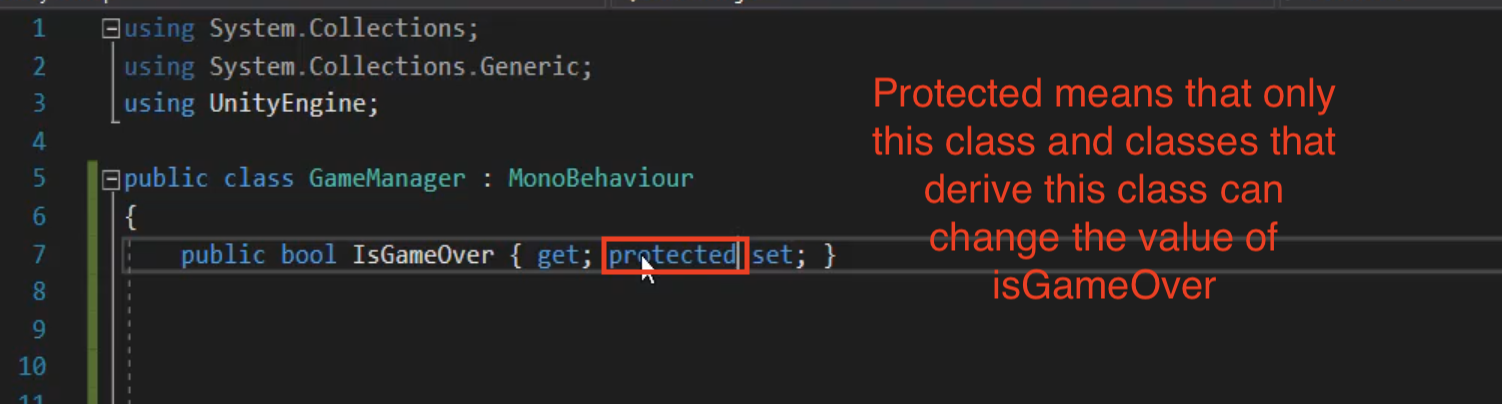 1 using System.Collections;
2 using System.Collections.Generic;
3 using UnityEngine;
4
5 public class GameManager : MonoBehaviour
6 {
7 public bool IsGameOver { get; protected set; }
8
9
10
11
Protected means that only
this class and classes that
derive this class can
change the value of
isGameOver